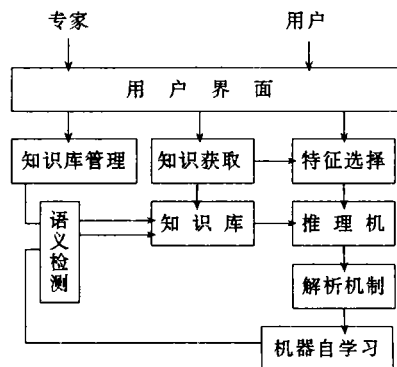 专家 用户
用户界面
知识库管理 知识获取 特征选择
语义检测
知识库 推理机
解析机制
机器自学习